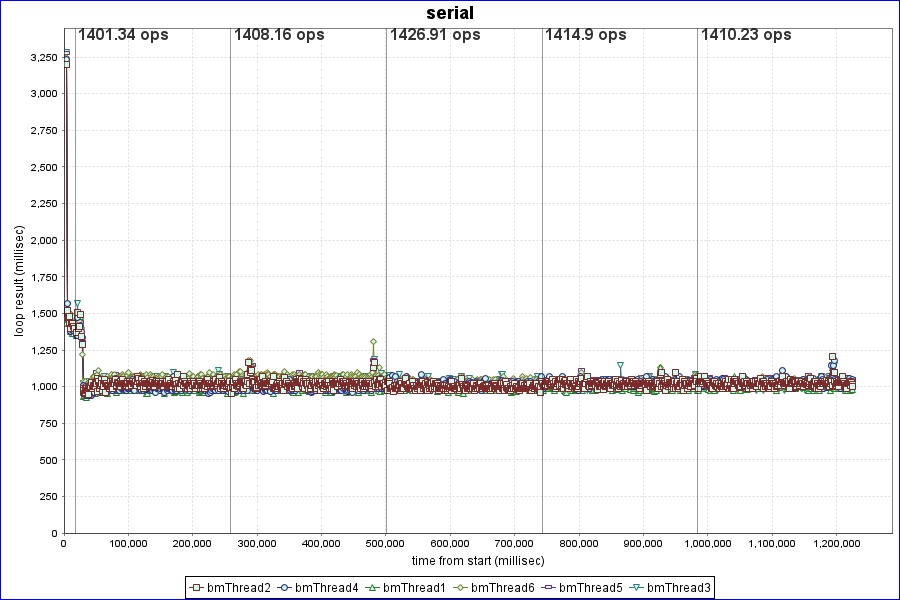 serial
1401.34 ops 1408.16 ops 1426.91 ops 1414.9 ops 1410.23 ops
3,250
3,000
2,750
2,500
2,250
2,000
1,750
1,500
1,250
1,000
750
500
250
0
loop result (millisec)
0 100,000 200,000 300,000 400,000 500,000 600,000 700,000 800,000 900,000 1,000,000 1,100,000 1,200,000
time from start (millisec)
bmThread2 bmThread4 bmThread1 bmThread6 bmThread5 bmThread3